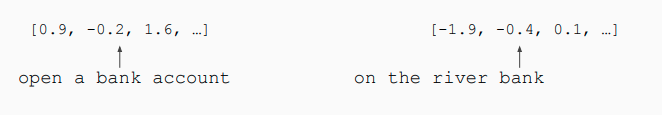 [0.9, -0.2, 1.6, …] [-1.9, -0.4, 0.1, …]
open a bank account on the river bank